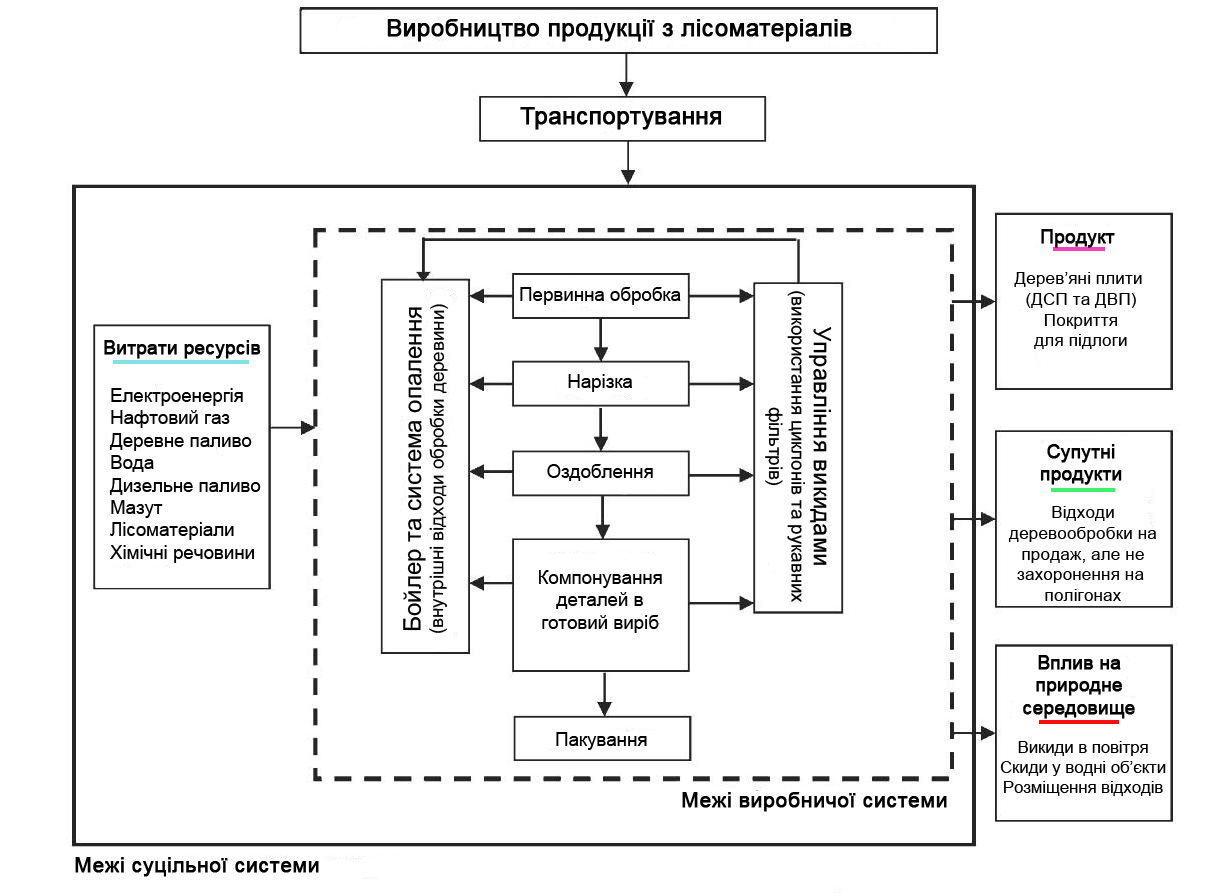 Виробництво продукції з лісоматеріалів
Транспортування
Витрати ресурсів
Електроенергія
Нафтовий газ
Деревне паливо
Вода
Дизельне паливо
Мазут
Лісоматеріали
Хімічні речовини
Бойлер та система опалення
(внутрішні відходи обробки деревини)
Первинна обробка
Нарізка
Оздоблення
Компонування
деталей в
готовий виріб
Пакування
Управління викидами
(використання циклонів та рукавних
фільтрів)
Межі виробничої системи
Межі суцільної системи
Продукт
Дерев’яні плити
(ДСП та ДВП)
Покриття
для підлоги
Супутні
продукти
Відходи
деревообробки на
продаж, але не
захоронення на
полігонах
Вплив на
природне
середовище
Викиди в повітря
Скиди у водні об’єкти
Розміщення відходів